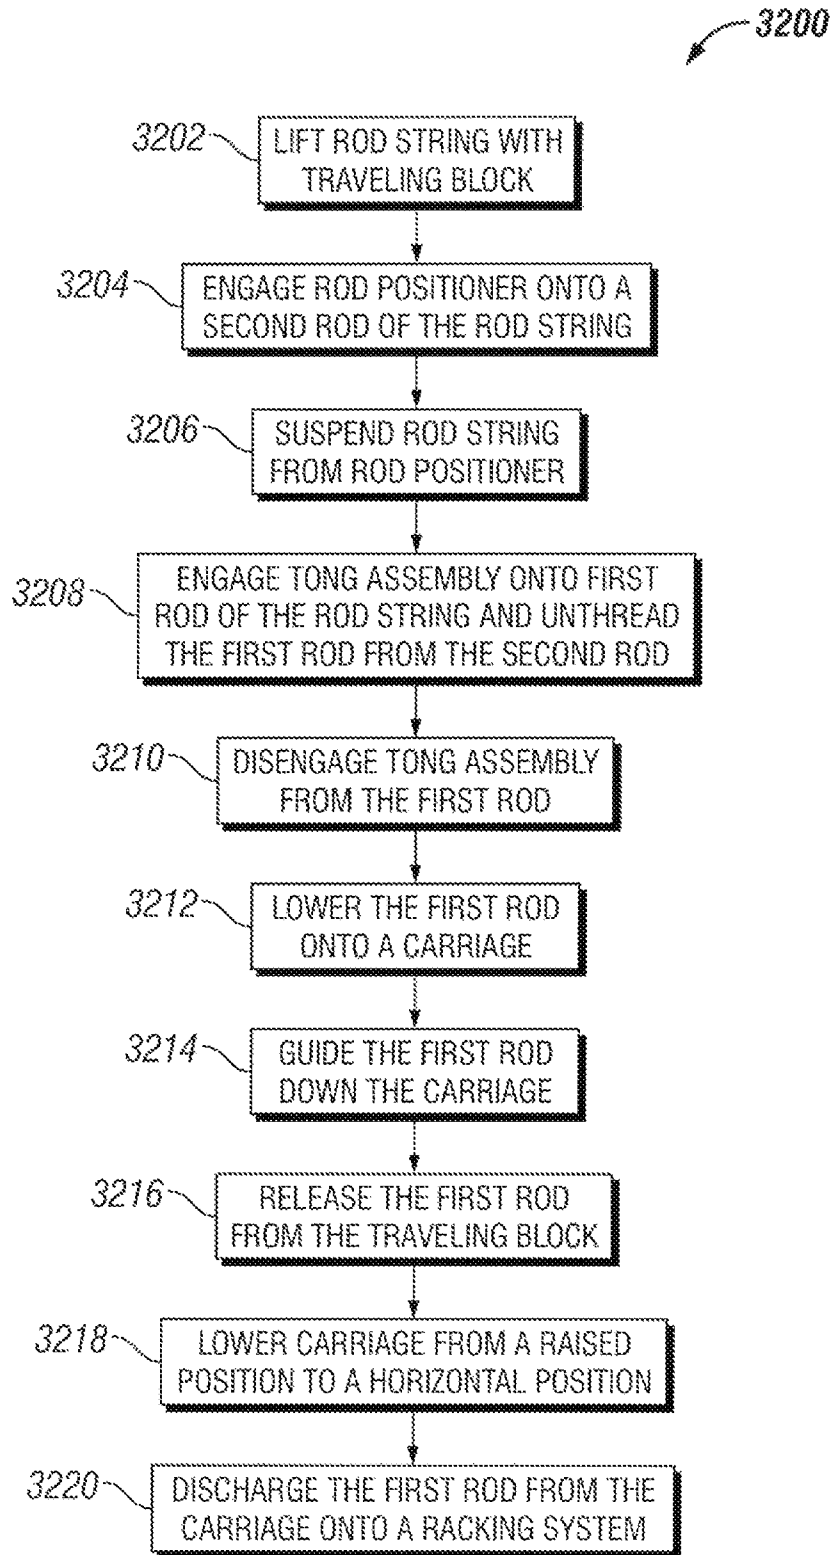 3200
3202
LIFT ROD STRING WITH
TRAVELING BLOCK
3204
ENGAGE ROD POSITIONER ONTO A
SECOND ROD OF THE ROD STRING
3206
SUSPEND ROD STRING
FROM ROD POSITIONER
3208
ENGAGE TONG ASSEMBLY ONTO FIRST
ROD OF THE ROD STRING AND UNTHREAD
THE FIRST ROD FROM THE SECOND ROD
3210
DISENGAGE TONG ASSEMBLY
FROM THE FIRST ROD
3212
LOWER THE FIRST ROD
ONTO A CARRIAGE
3214
GUIDE THE FIRST ROD
DOWN THE CARRIAGE
3216
RELEASE THE FIRST ROD
FROM THE TRAVELING BLOCK
3218
LOWER CARRIAGE FROM A RAISED
POSITION TO A HORIZONTAL POSITION
3220
DISCHARGE THE FIRST ROD FROM THE
CARRIAGE ONTO A RACKING SYSTEM